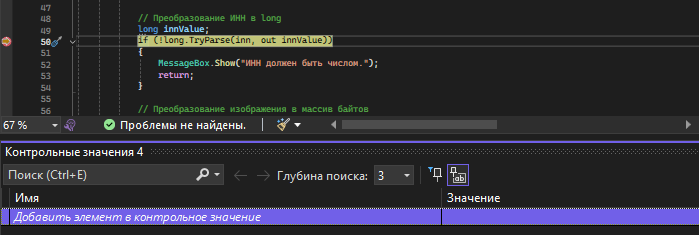 47
48 // Преобразование ИНН в long
49 long innValue;
50 if (!long.TryParse(inn, out innValue))
51 {
52 MessageBox.Show("ИНН должен быть числом.");
53 return;
54 }
55
56 // Преобразование изображения в массив байтов
67 % Проблемы не найдены.
Контрольные значения 4
Поиск (Ctrl+E) Глубина поиска: 3
Имя Значение
Добавить элемент в контрольное значение